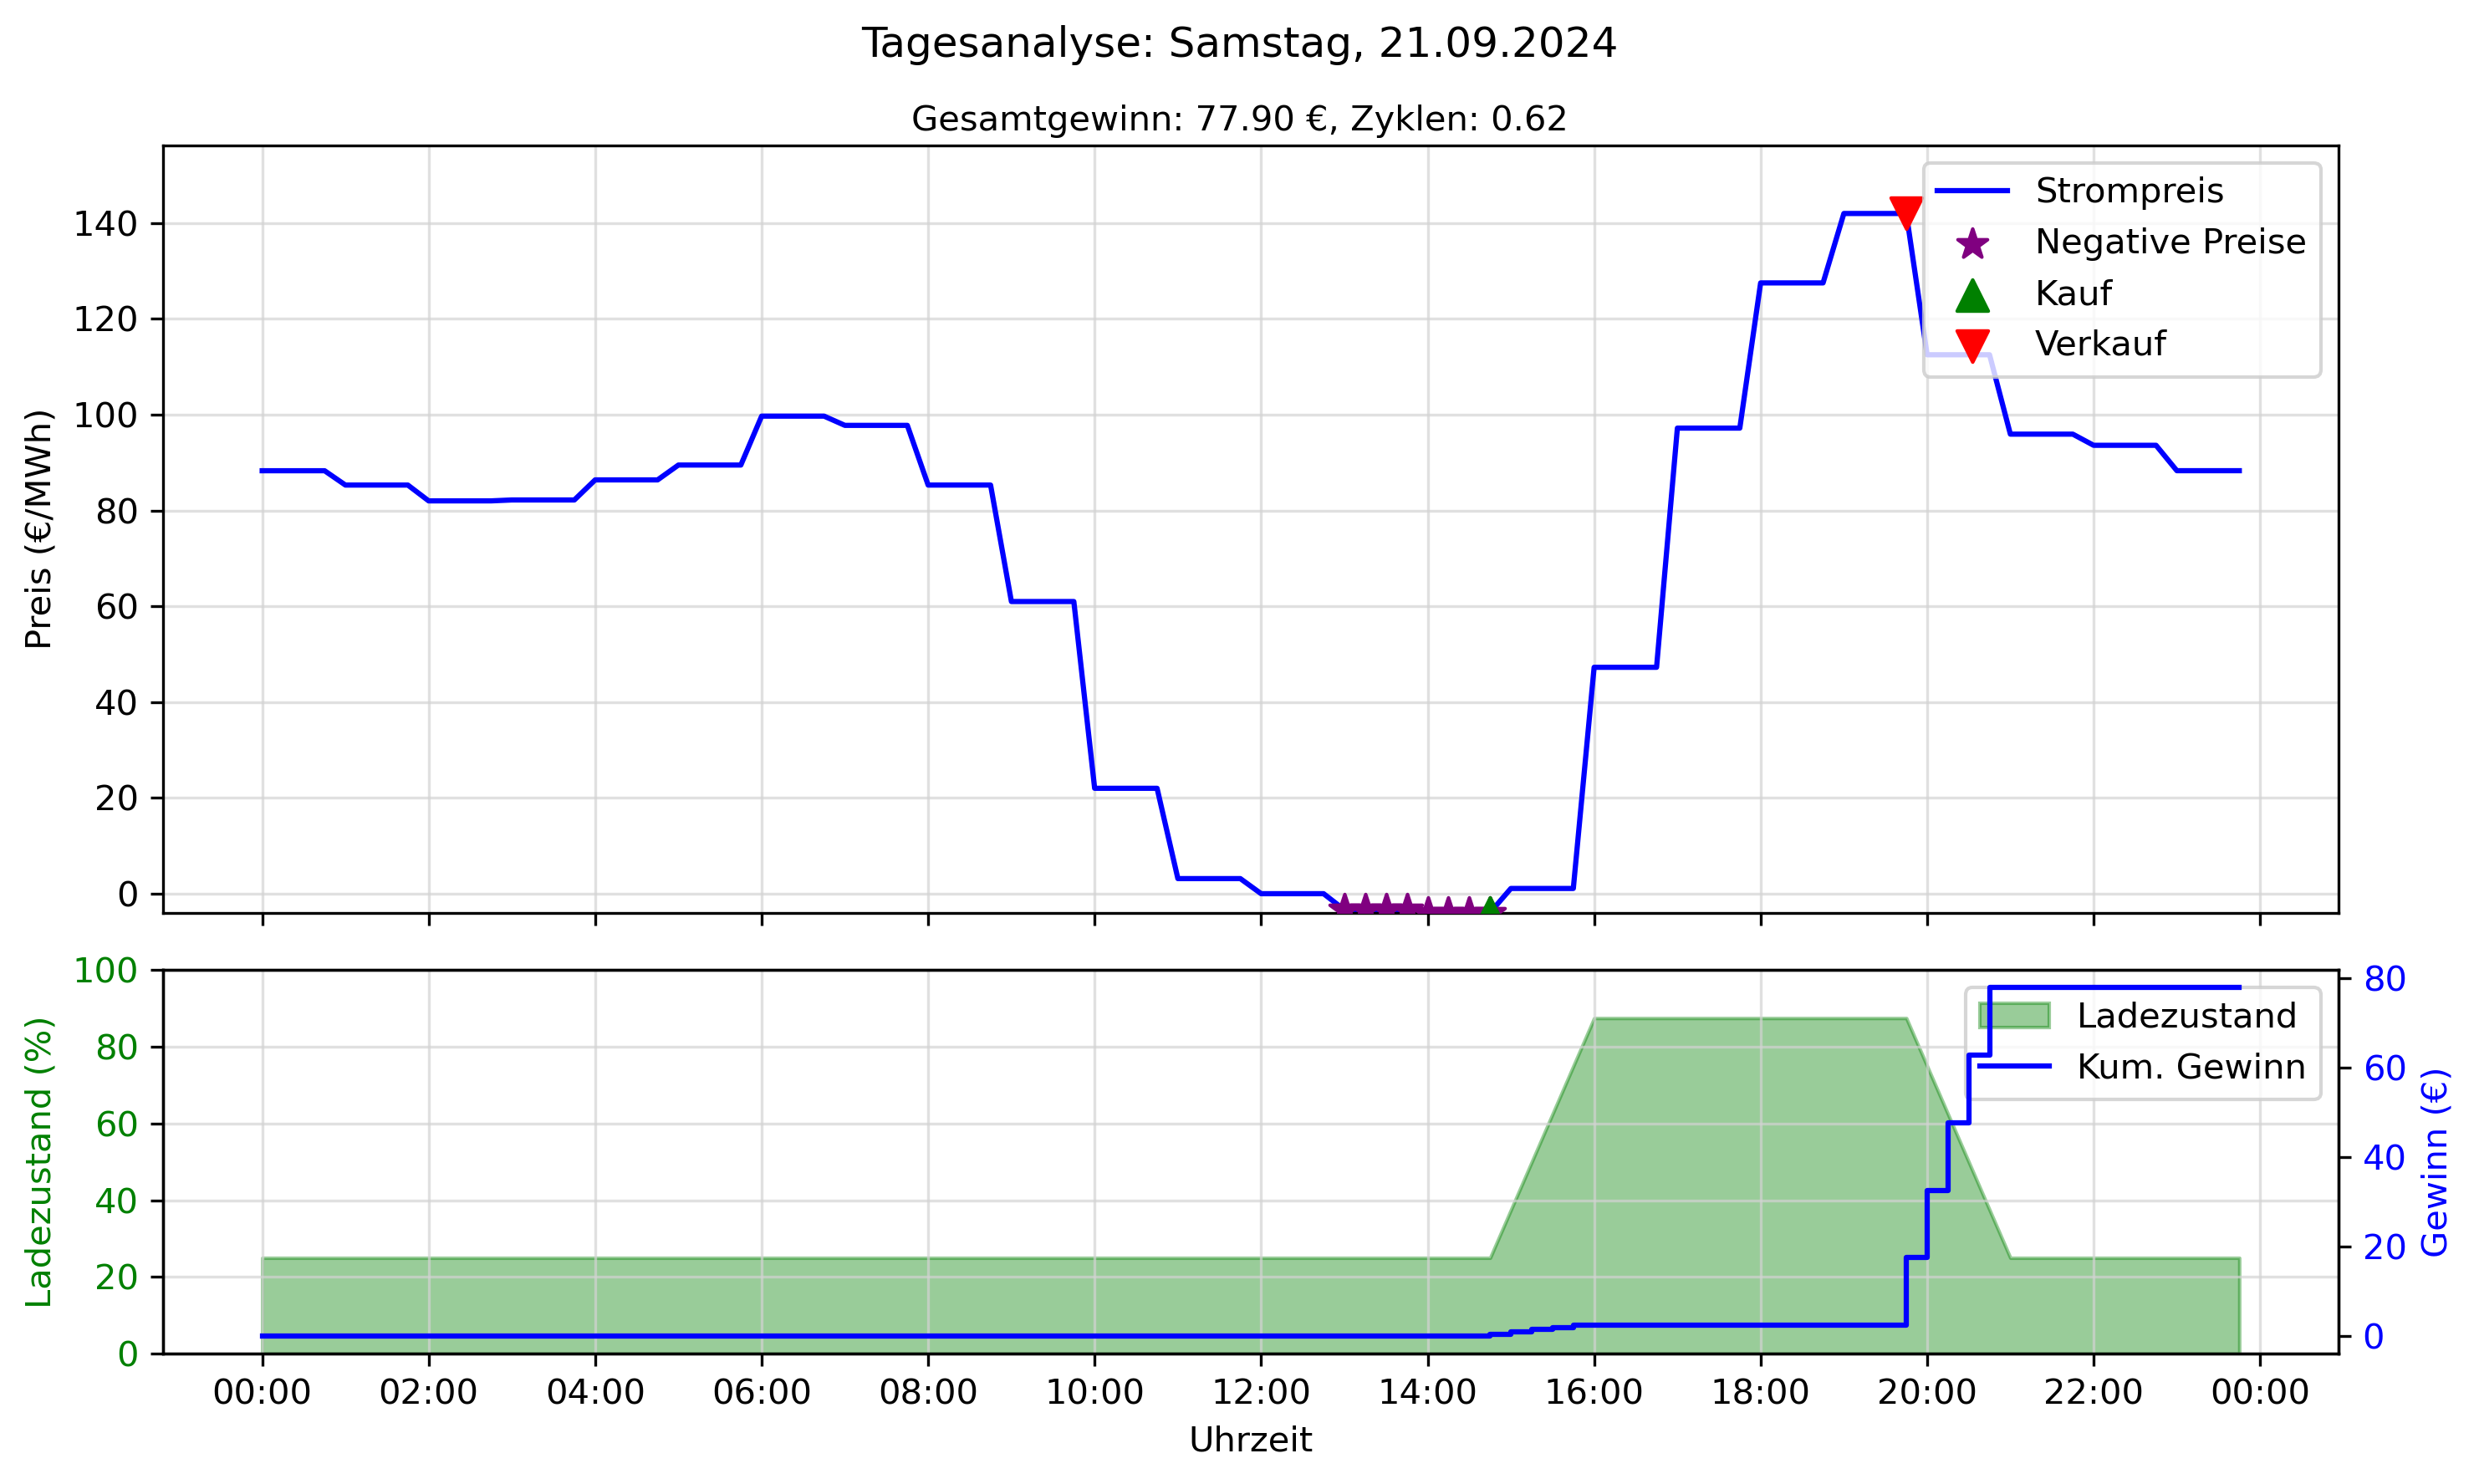 Tagesanalyse: Samstag, 21.09.2024
Gesamtgewinn: 77.90 €, Zyklen: 0.62
Preis (€/MWh)
140
120
100
80
60
40
20
0
Strompreis
Negative Preise
Kauf
Verkauf
Ladezustand (%)
100
80
60
40
20
0
Ladezustand
Kum. Gewinn
80
60
40
20
0
Gewinn (€)
00:00 02:00 04:00 06:00 08:00 10:00 12:00 14:00 16:00 18:00 20:00 22:00 00:00
Uhrzeit